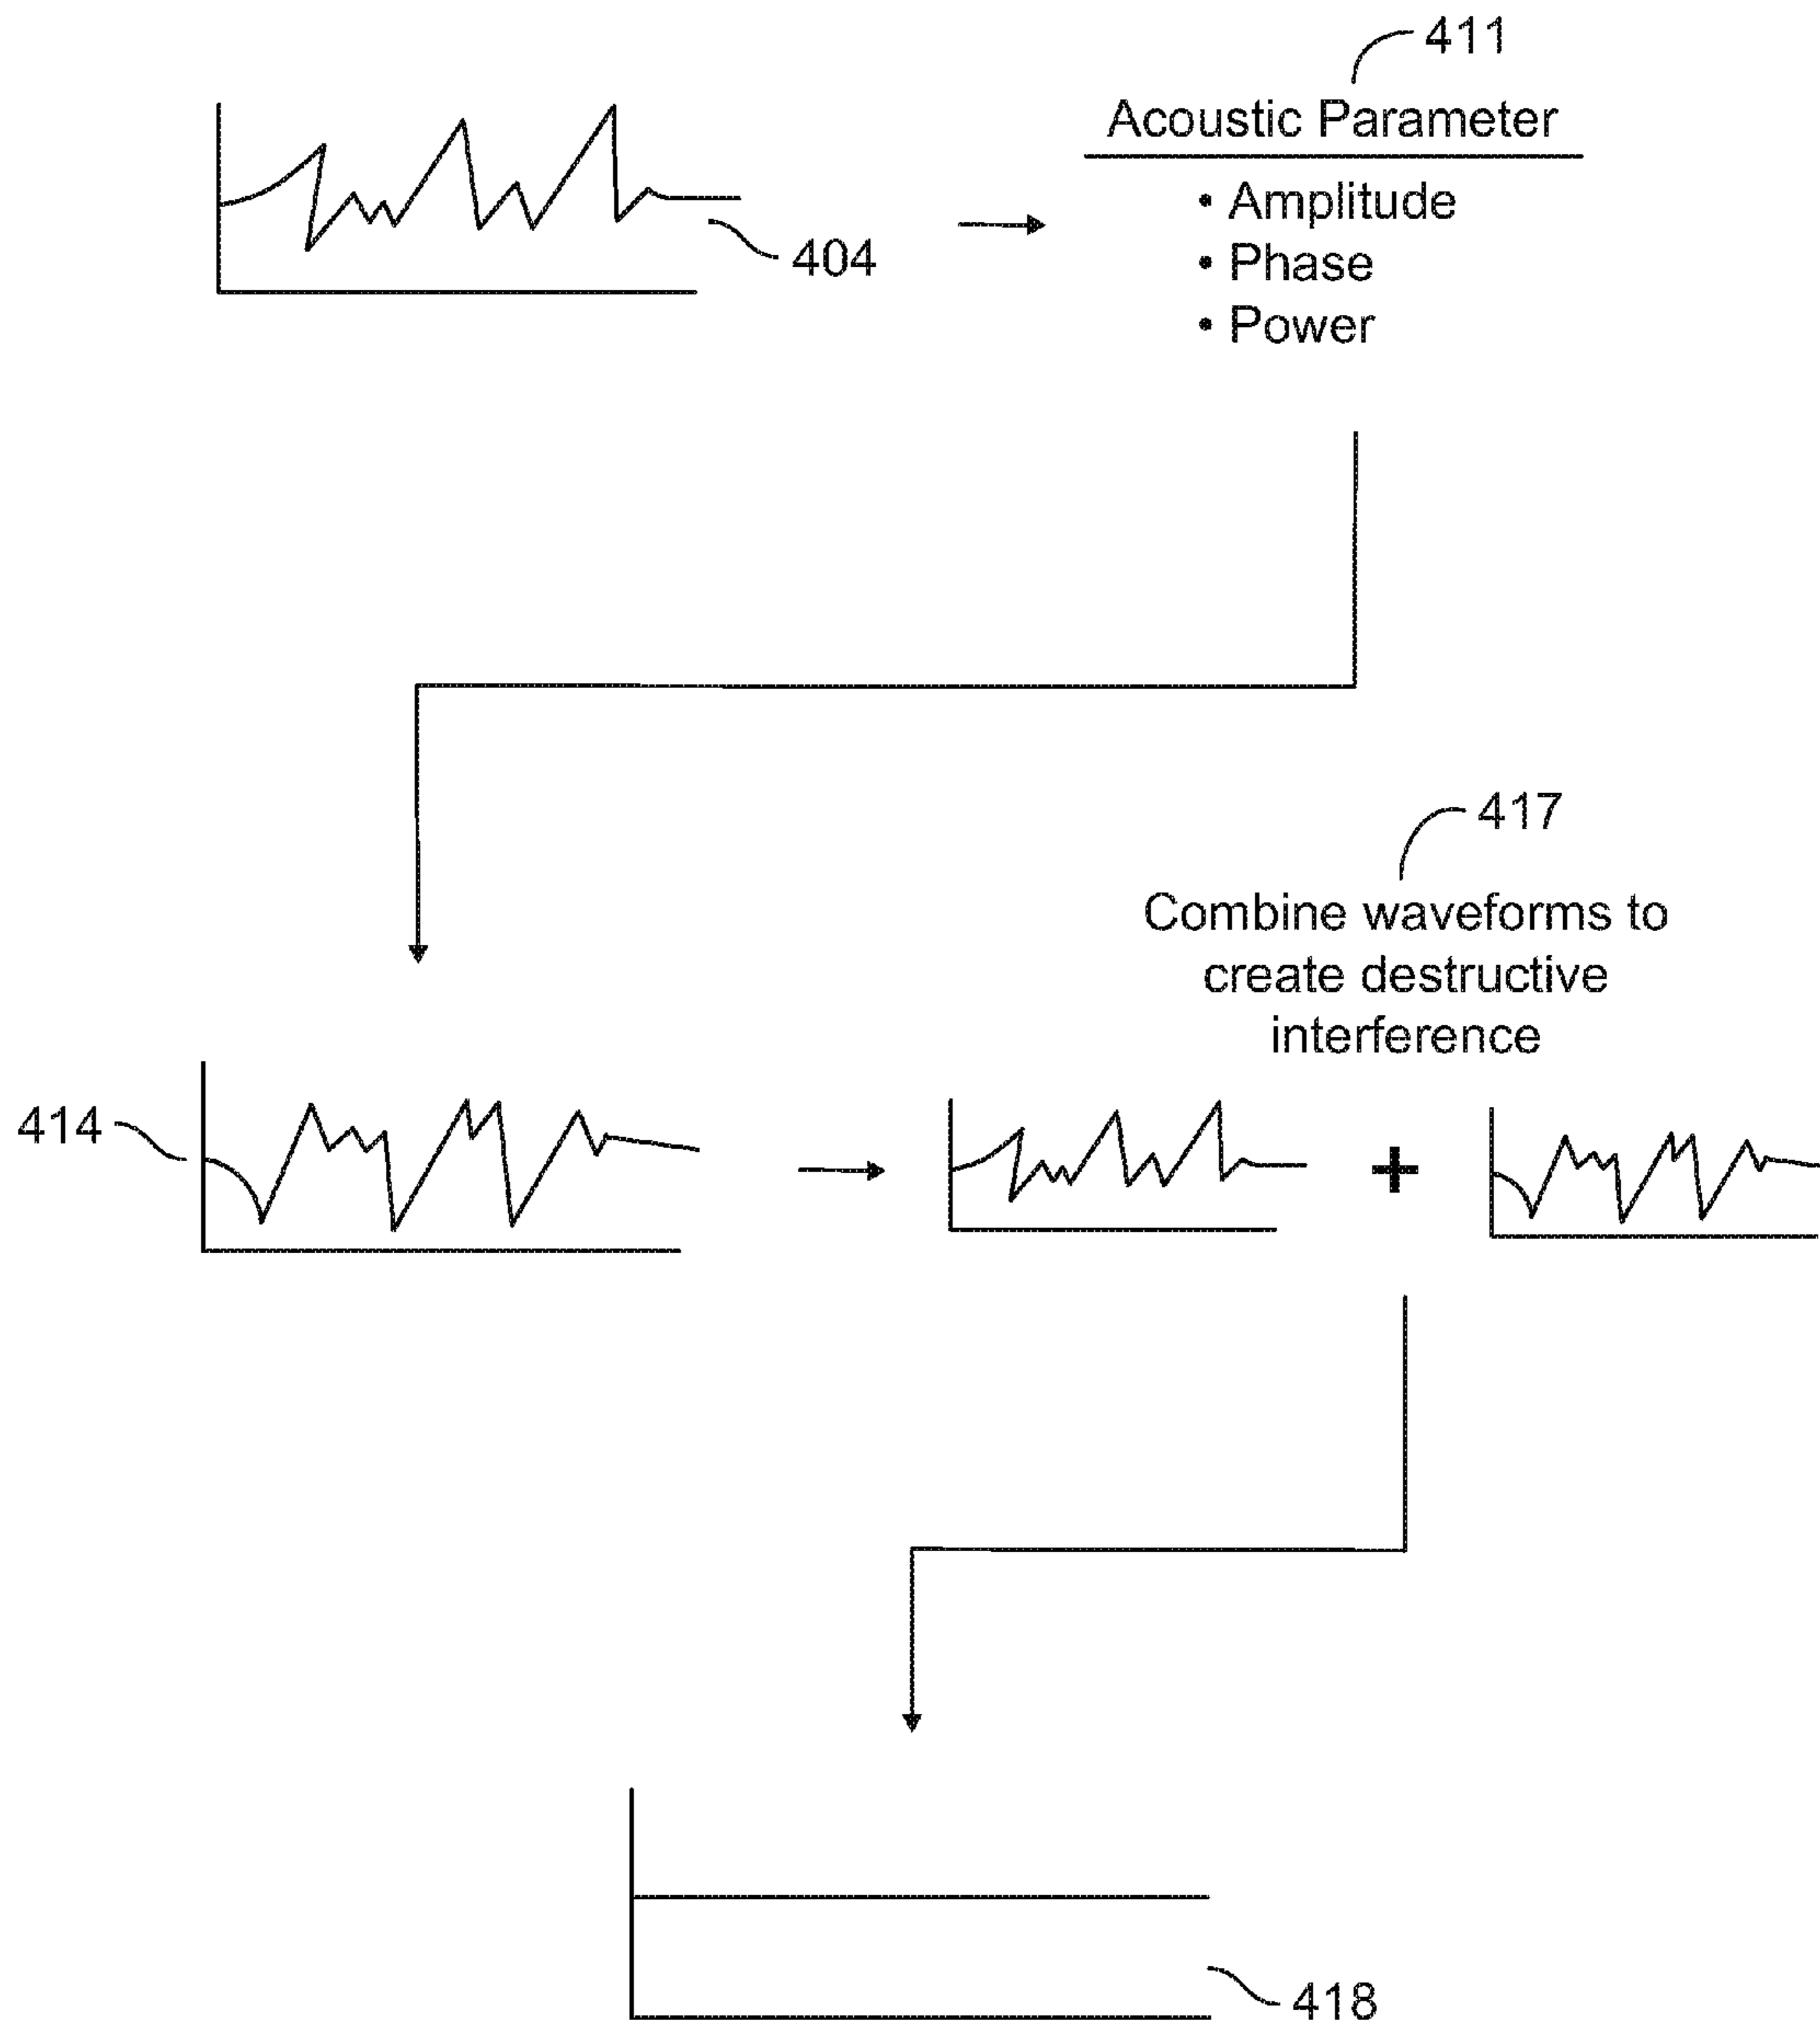 411
Acoustic Parameter
• Amplitude
404
• Phase
• Power
417
Combine waveforms to
create destructive
interference
414
+
418